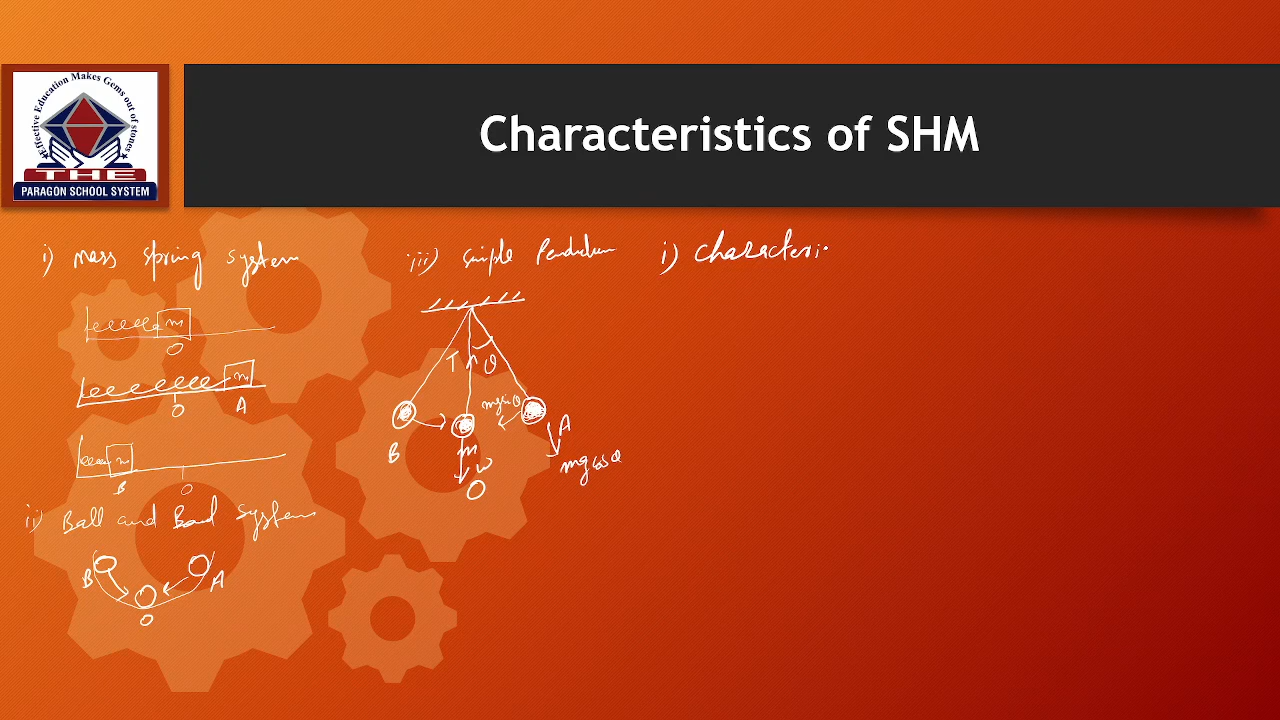 Effective Education Makes Gems out of stones
THE
PARAGON SCHOOL SYSTEM
Characteristics of SHM
i) Mass spring system
m
O
m
O A
m
B O
ii) Ball and Bowl system
B A
O
iii) Simple Pendulum
T θ
mg sin θ
B m A
W
mg cos θ
O
i) Characteri